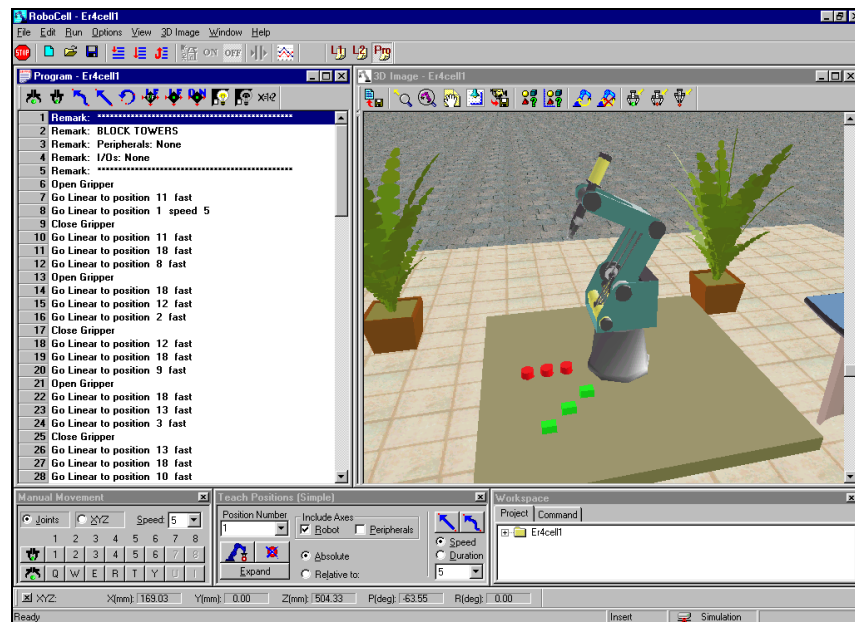 RoboCell - Er4cell1
File Edit Run Options View 3D Image Window Help
STOP ON OFF L1 L2 Pro
Program - Er4cell1
1 Remark: **********************************************
2 Remark: BLOCK TOWERS
3 Remark: Peripherals: None
4 Remark: I/Os: None
5 Remark: **********************************************
6 Open Gripper
7 Go Linear to position 11 fast
8 Go Linear to position 1 speed 5
9 Close Gripper
10 Go Linear to position 11 fast
11 Go Linear to position 18 fast
12 Go Linear to position 8 fast
13 Open Gripper
14 Go Linear to position 18 fast
15 Go Linear to position 12 fast
16 Go Linear to position 2 fast
17 Close Gripper
18 Go Linear to position 12 fast
19 Go Linear to position 18 fast
20 Go Linear to position 9 fast
21 Open Gripper
22 Go Linear to position 18 fast
23 Go Linear to position 13 fast
24 Go Linear to position 3 fast
25 Close Gripper
26 Go Linear to position 13 fast
27 Go Linear to position 18 fast
28 Go Linear to position 10 fast
3D Image - Er4cell1
Manual Movement
Joints XYZ Speed: 5
1 2 3 4 5 6 7 8
1 2 3 4 5 6 7 8
Q W E R T Y U I
Teach Positions (Simple)
Position Number
1
Include Axes
Robot Peripherals
Absolute
Relative to:
Expand
Speed
Duration
5
Workspace
Project Command
Er4cell1
XYZ: X(mm): 169.03 Y(mm): 0.00 Z(mm): 504.33 P(deg): -63.55 R(deg): 0.00
Ready Insert Simulation